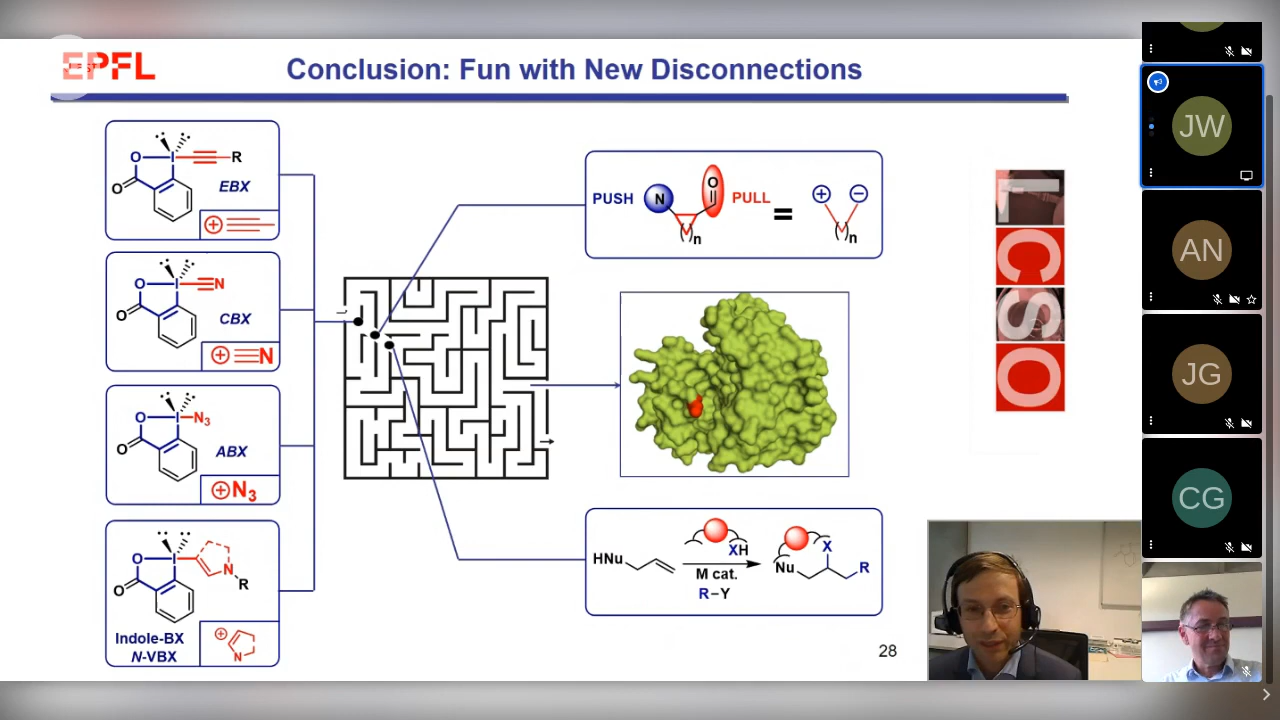 EPFL
Conclusion: Fun with New Disconnections
O I R
O
EBX
⊕
O I N
O
CBX
⊕ N
O I N₃
O
ABX
⊕N₃
O I
O
N
R
Indole-BX
N-VBX
⊕
N
PUSH N O PULL = ⊕ ⊖
( )n ( )n
HNu
XH
M cat.
R–Y
Nu X R
LCSO
28
JW
AN
JG
CG